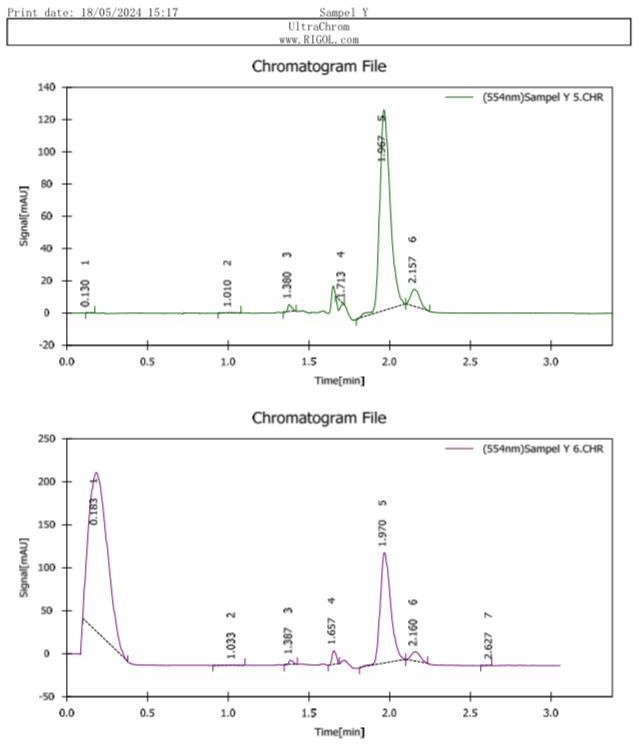 Print date: 18/05/2024 15:17 Sampel Y
UltraChrom
www.RIGOL.com
Chromatogram File
140
120
100
80
60
40
20
0
-20
Signal[mAU]
(554nm)Sampel Y 5.CHR
0.130 1
1.010 2
1.380 3
1.713 4
1.967 5
2.157 6
0.0 0.5 1.0 1.5 2.0 2.5 3.0
Time[min]
Chromatogram File
250
200
150
100
50
0
-50
Signal[mAU]
(554nm)Sampel Y 6.CHR
0.183 1
1.033 2
1.387 3
1.657 4
1.970 5
2.160 6
2.627 7
0.0 0.5 1.0 1.5 2.0 2.5 3.0
Time[min]